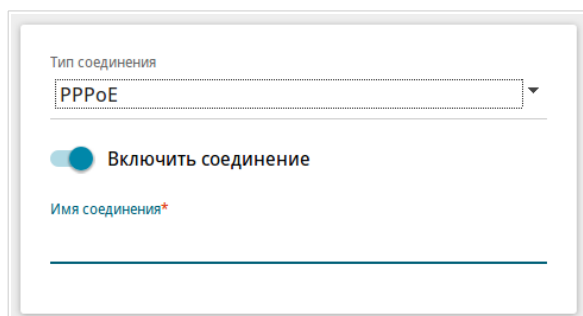 Тип соединения
PPPoE
Включить соединение
Имя соединения*